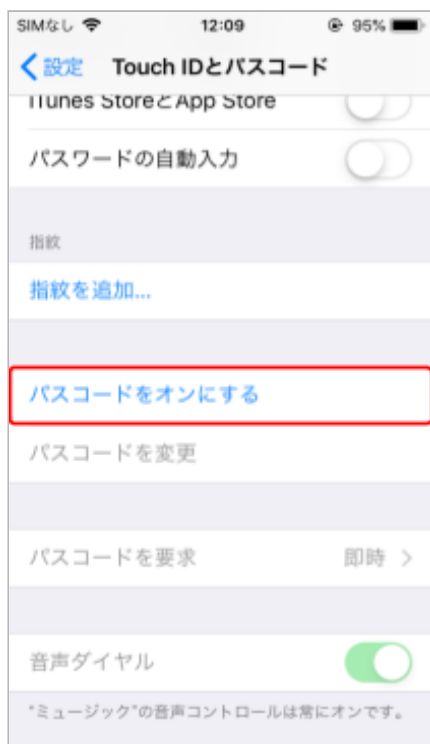 SIMなし 12:09 95%
設定 Touch IDとパスコード
iTunes StoreとApp Store
パスワードの自動入力
指紋
指紋を追加...
パスコードをオンにする
パスコードを変更
パスコードを要求 即時
音声ダイヤル
"ミュージック"の音声コントロールは常にオンです。